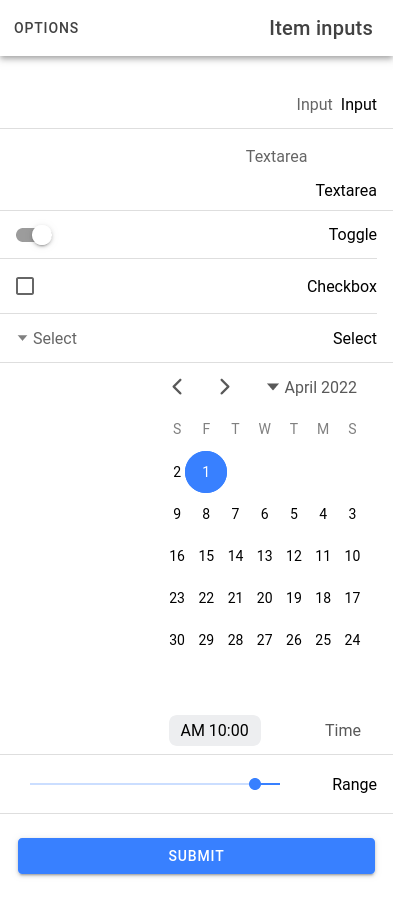 Item inputs OPTIONS
Input Input
Textarea
Textarea
Toggle
Checkbox
Select Select
April 2022
S M T W T F S
1 2
3 4 5 6 7 8 9
10 11 12 13 14 15 16
17 18 19 20 21 22 23
24 25 26 27 28 29 30
Time AM 10:00
Range
SUBMIT